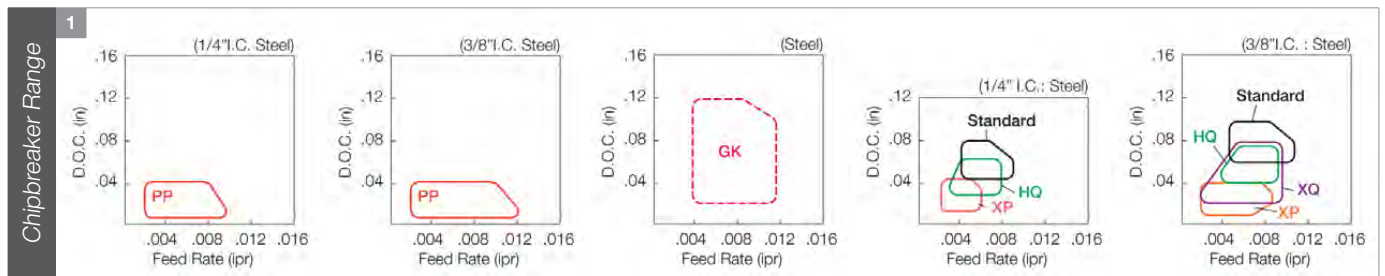 Chipbreaker Range
1
(1/4"I.C. Steel)
.16
.12
.08
.04
D.O.C. (in)
PP
.004 .008 .012 .016
Feed Rate (ipr)
(3/8"I.C. Steel)
.16
.12
.08
.04
D.O.C. (in)
PP
.004 .008 .012 .016
Feed Rate (ipr)
(Steel)
.16
.12
.08
.04
D.O.C. (in)
GK
.004 .008 .012 .016
Feed Rate (ipr)
(1/4" I.C.: Steel)
.12
.08
.04
D.O.C. (in)
Standard
HQ
XP
.004 .008 .012 .016
Feed Rate (ipr)
(3/8"I.C. : Steel)
.16
.12
.08
.04
D.O.C. (in)
Standard
HQ
XQ
XP
.004 .008 .012 .016
Feed Rate (ipr)